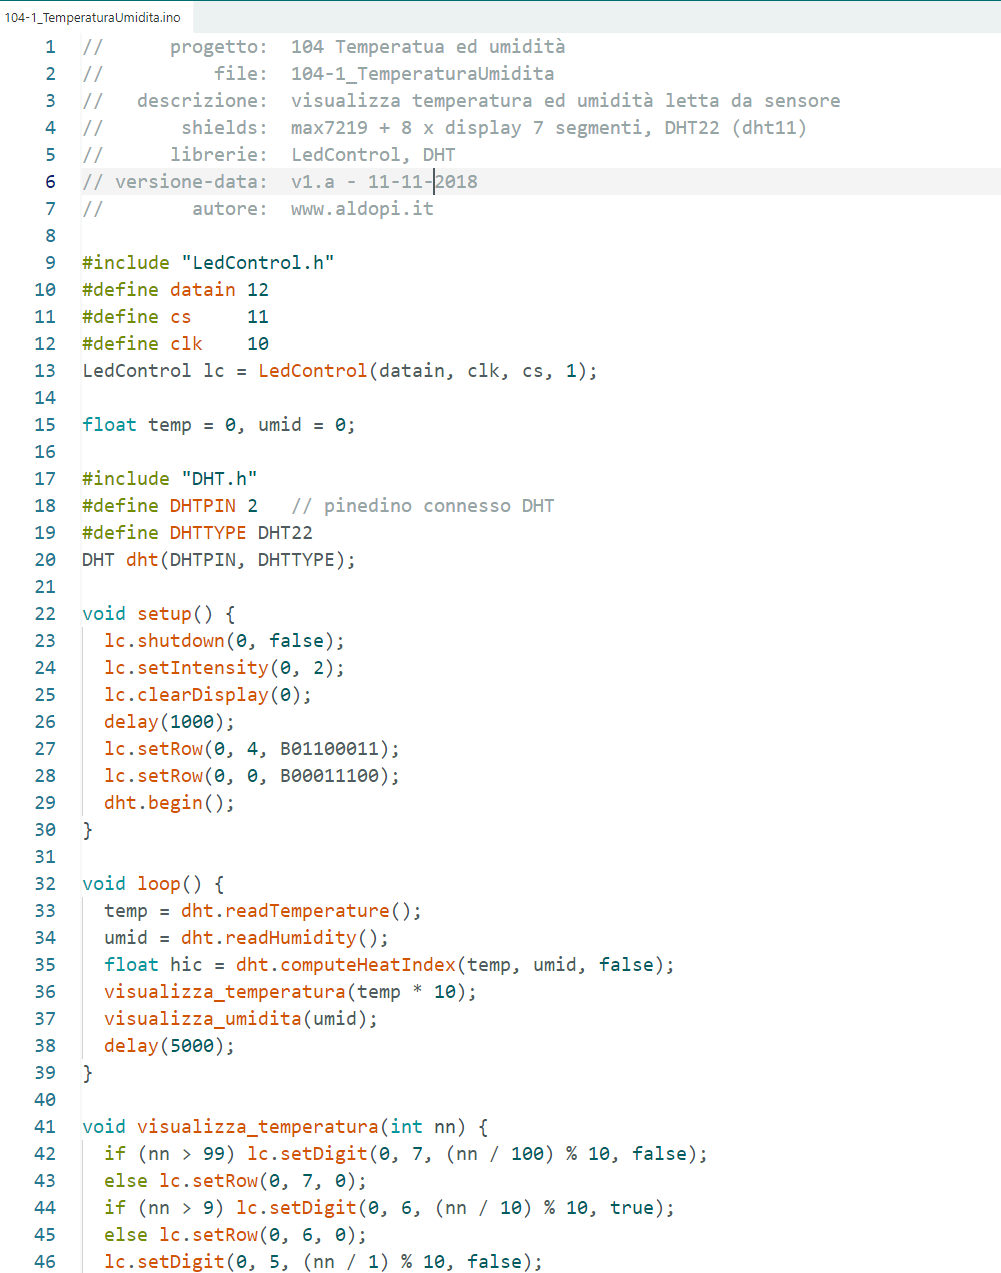 104-1_TemperaturaUmidita.ino
1 //      progetto:  104 Temperatua ed umidità
2 //          file:  104-1_TemperaturaUmidita
3 //   descrizione:  visualizza temperatura ed umidità letta da sensore
4 //       shields:  max7219 + 8 x display 7 segmenti, DHT22 (dht11)
5 //      librerie:  LedControl, DHT
6 // versione-data:  v1.a - 11-11-2018
7 //        autore:  www.aldopi.it
8
9 #include "LedControl.h"
10 #define datain 12
11 #define cs     11
12 #define clk    10
13 LedControl lc = LedControl(datain, clk, cs, 1);
14
15 float temp = 0, umid = 0;
16
17 #include "DHT.h"
18 #define DHTPIN 2   // pinedino connesso DHT
19 #define DHTTYPE DHT22
20 DHT dht(DHTPIN, DHTTYPE);
21
22 void setup() {
23   lc.shutdown(0, false);
24   lc.setIntensity(0, 2);
25   lc.clearDisplay(0);
26   delay(1000);
27   lc.setRow(0, 4, B01100011);
28   lc.setRow(0, 0, B00011100);
29   dht.begin();
30 }
31
32 void loop() {
33   temp = dht.readTemperature();
34   umid = dht.readHumidity();
35   float hic = dht.computeHeatIndex(temp, umid, false);
36   visualizza_temperatura(temp * 10);
37   visualizza_umidita(umid);
38   delay(5000);
39 }
40
41 void visualizza_temperatura(int nn) {
42   if (nn > 99) lc.setDigit(0, 7, (nn / 100) % 10, false);
43   else lc.setRow(0, 7, 0);
44   if (nn > 9) lc.setDigit(0, 6, (nn / 10) % 10, true);
45   else lc.setRow(0, 6, 0);
46   lc.setDigit(0, 5, (nn / 1) % 10, false);